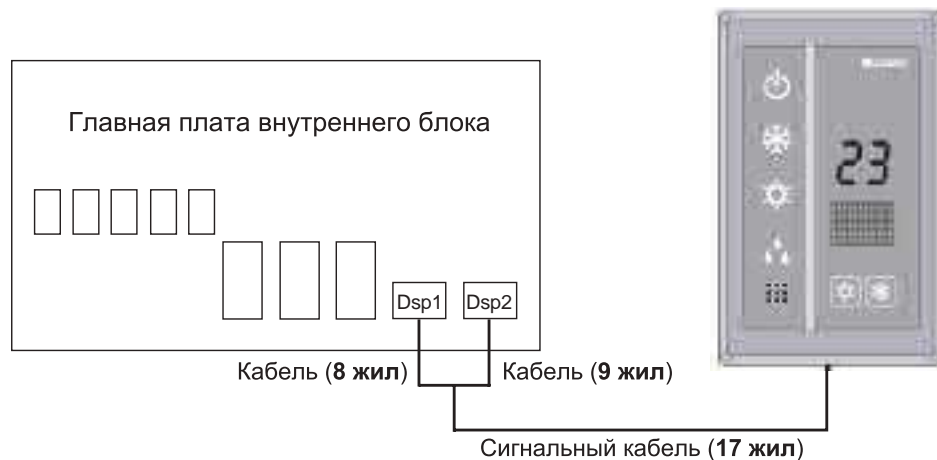 Главная плата внутреннего блока
23
Dsp1 Dsp2
Кабель (8 жил) Кабель (9 жил)
Сигнальный кабель (17 жил)